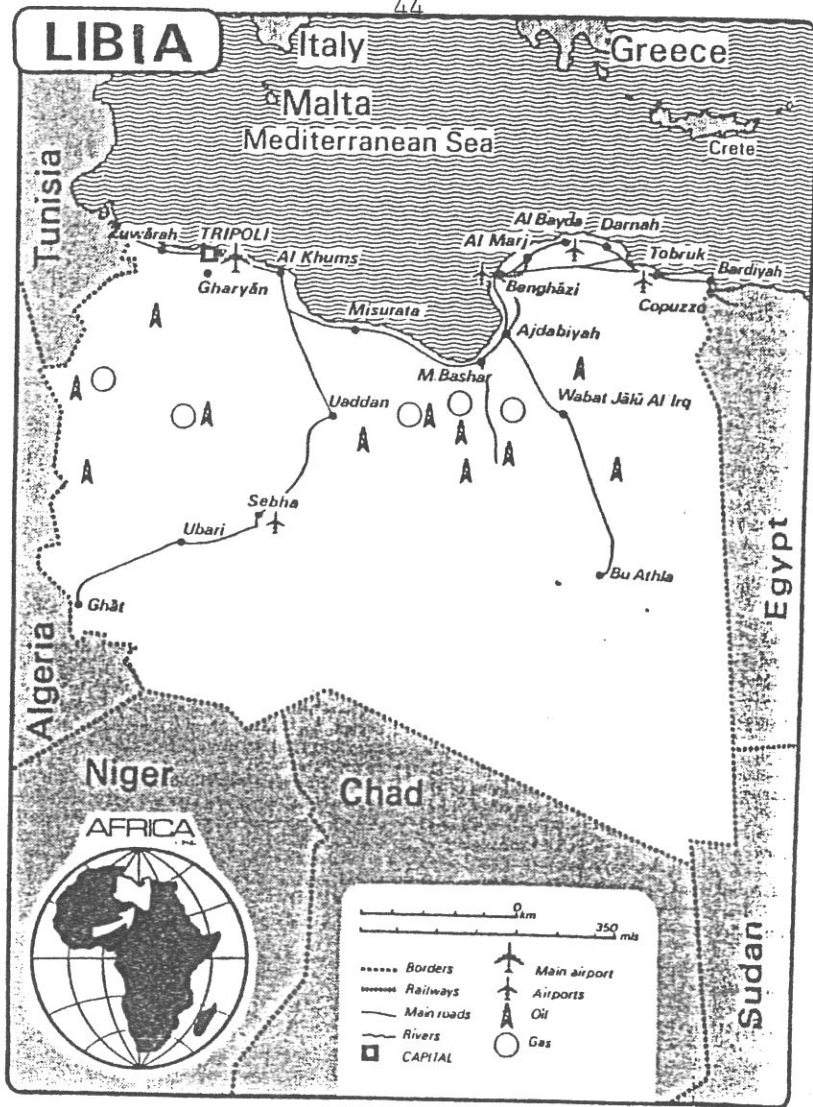 44
LIBIA
Italy
Greece
Malta
Mediterranean Sea
Crete
Tunisia
Zuwārah
TRIPOLI
Al Khums
Gharyān
Misurata
Al Bayda
Darnah
Al Marj
Tobruk
Bardiyah
Benghāzi
Copuzzo
Ajdabiyah
M.Bashar
Uaddan
Wabat Jālū Al Irq
Sebha
Ubari
Bu Athla
Ghāt
Egypt
Algeria
Niger
Chad
Sudan
AFRICA
0
km
350
mls
Borders
Railways
Main roads
Rivers
CAPITAL
Main airport
Airports
Oil
Gas